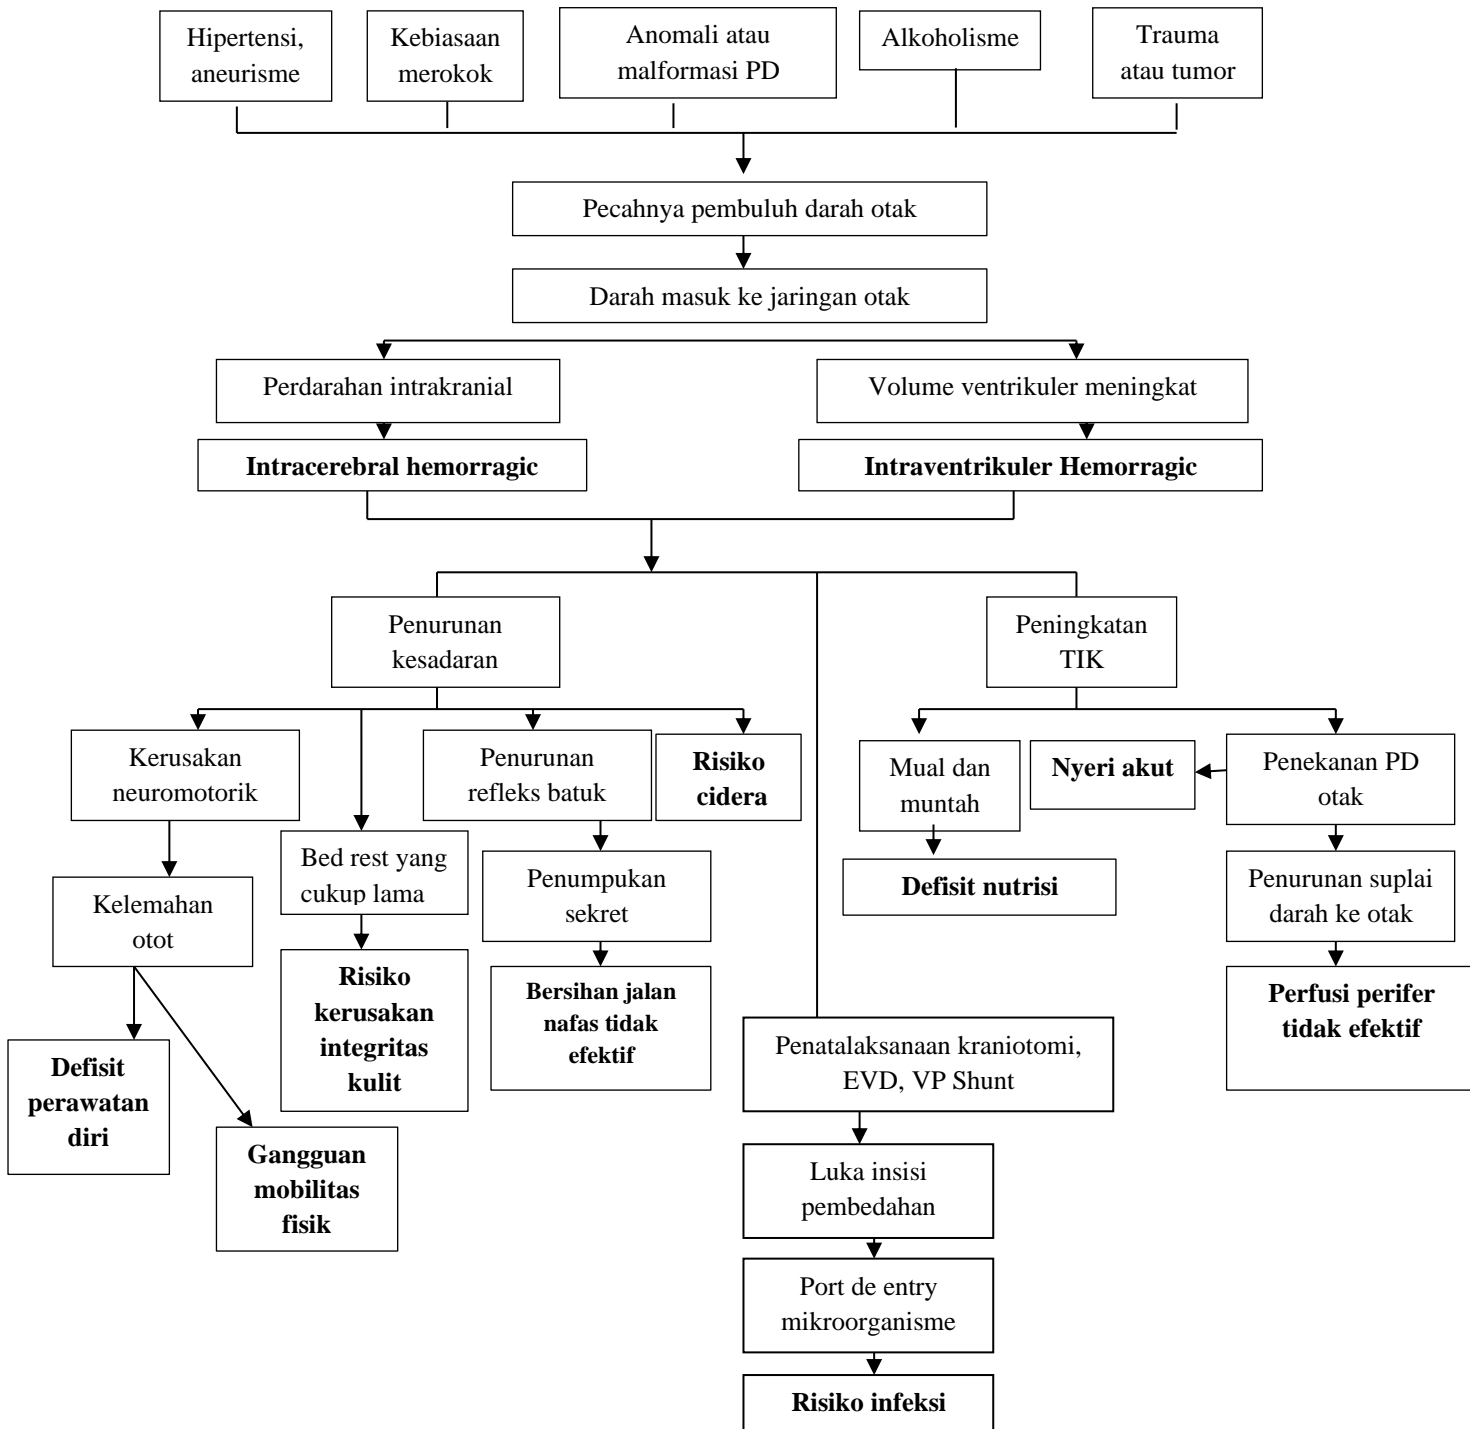 Hipertensi,
aneurisme
Kebiasaan
merokok
Anomali atau
malformasi PD
Alkoholisme
Trauma
atau tumor
Pecahnya pembuluh darah otak
Darah masuk ke jaringan otak
Perdarahan intrakranial
Volume ventrikuler meningkat
Intracerebral hemorragic
Intraventrikuler Hemorragic
Penurunan
kesadaran
Peningkatan
TIK
Kerusakan
neuromotorik
Penurunan
refleks batuk
Risiko
cidera
Mual dan
muntah
Nyeri akut
Penekanan PD
otak
Bed rest yang
cukup lama
Penumpukan
sekret
Defisit nutrisi
Penurunan suplai
darah ke otak
Kelemahan
otot
Risiko
kerusakan
integritas
kulit
Bersihan jalan
nafas tidak
efektif
Perfusi perifer
tidak efektif
Penatalaksanaan kraniotomi,
EVD, VP Shunt
Defisit
perawatan
diri
Gangguan
mobilitas
fisik
Luka insisi
pembedahan
Port de entry
mikroorganisme
Risiko infeksi